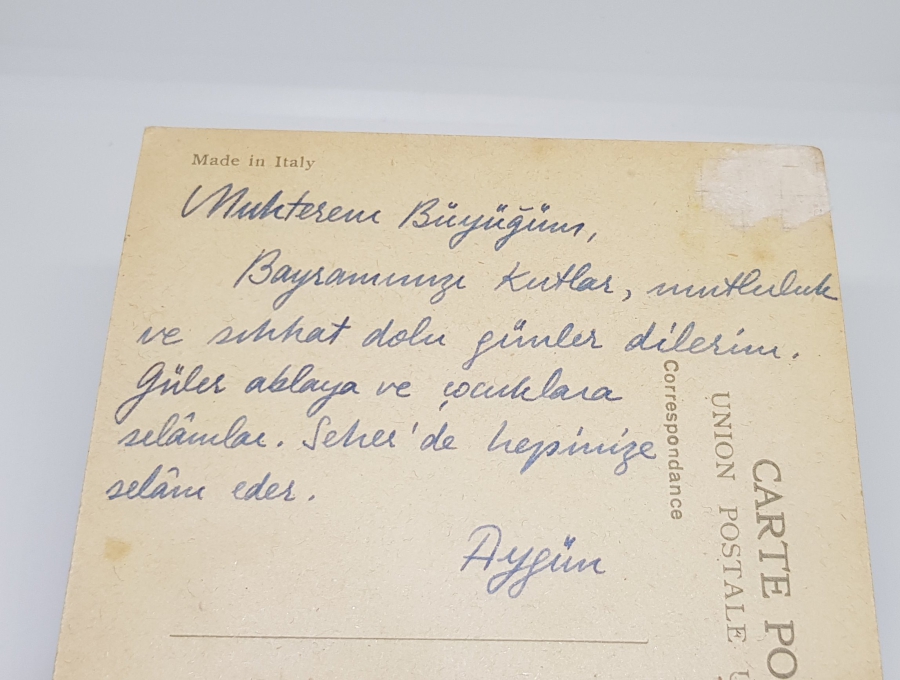 Made in Italy
Muhterem Büyüğüm,
Bayramınızı Kutlar, mutluluk
ve sıhhat dolu günler dilerim.
Güler ablaya ve çocuklara
selâmlar. Seher'de hepinize
selâm eder.
Aygün
Correspondance
UNION POSTALE U
CARTE PO